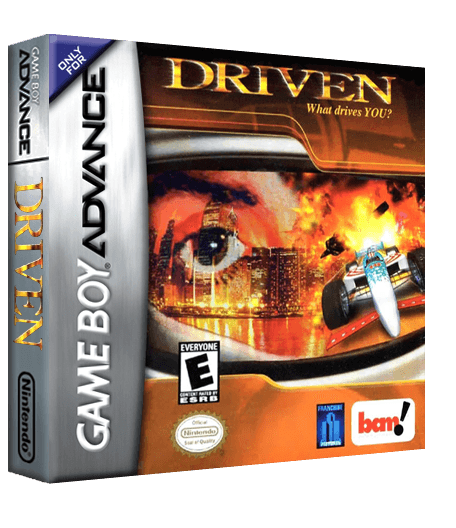 GAME BOY
ADVANCE
DRIVEN
Nintendo
ONLY
FOR
GAME BOY ADVANCE
DRIVEN
What drives YOU?
EVERYONE
E
CONTENT RATED BY
ESRB
Official
Nintendo
Seal of Quality
bam!